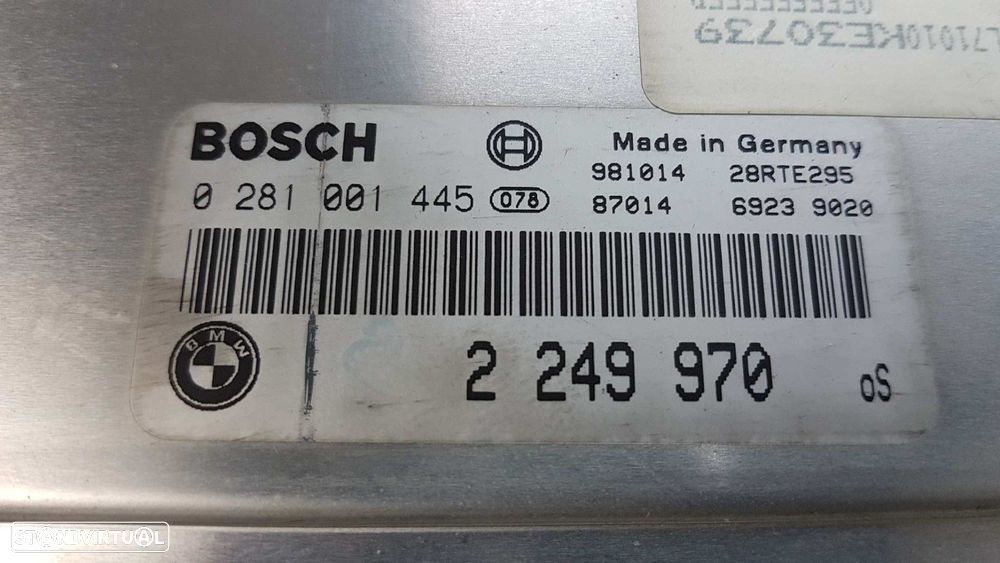 L71010KE30739
BOSCH
Made in Germany
0 281 001 445 078
981014 28RTE295
87014 6923 9020
BMW
2 249 970 oS
STANDVIRTUAL